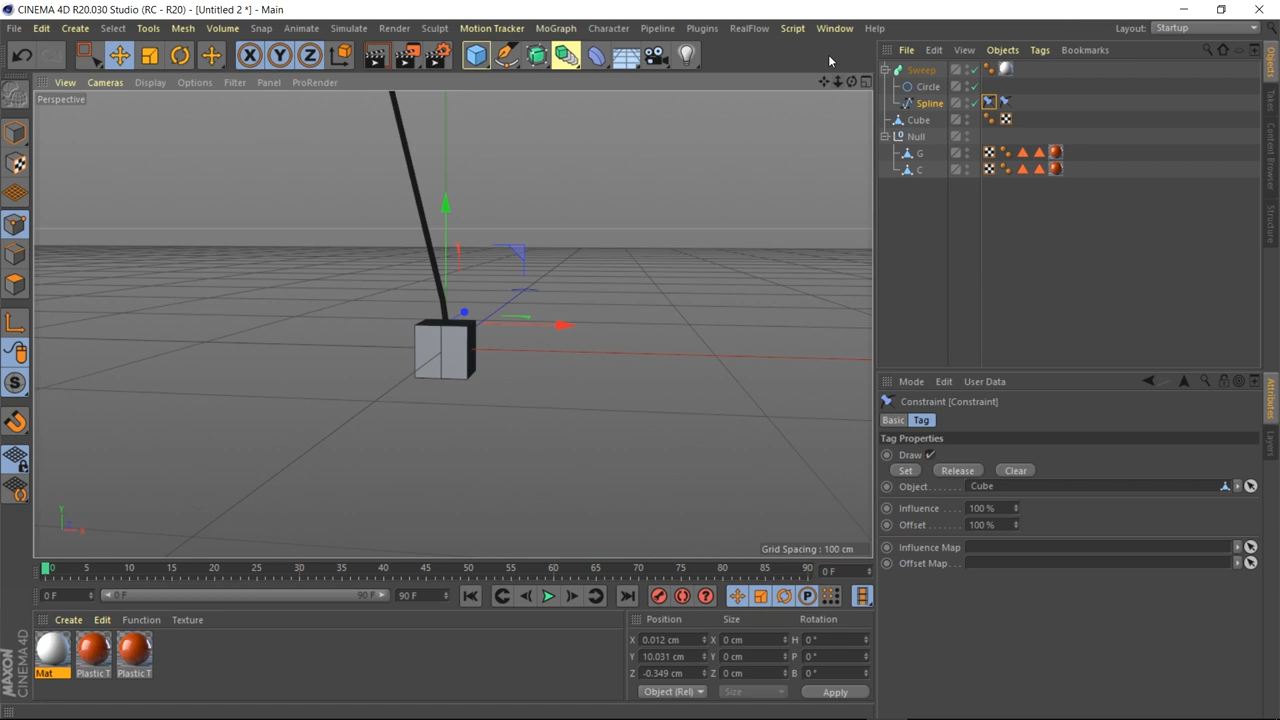 CINEMA 4D R20.030 Studio (RC - R20) - [Untitled 2 *] - Main
File Edit Create Select Tools Mesh Volume Snap Animate Simulate Render Sculpt Motion Tracker MoGraph Character Pipeline Plugins RealFlow Script Window Help Layout: Startup
File Edit View Objects Tags Bookmarks
View Cameras Display Options Filter Panel ProRender
Perspective
Sweep
Circle
Spline
Cube
Null
G
C
Objects
Takes
Content Browser
Structure
Mode Edit User Data
Constraint [Constraint]
Basic Tag
Tag Properties
Draw
Set Release Clear
Object Cube
Influence 100 %
Offset 100 %
Influence Map
Offset Map
Attributes
Layers
X Y Z
S
Y
Z X
Grid Spacing : 100 cm
0 5 10 15 20 25 30 35 40 45 50 55 60 65 70 75 80 85 90 0 F
0 F 0 F 90 F 90 F
P
Create Edit Function Texture
Mat Plastic T Plastic T
Position Size Rotation
X 0.012 cm X 0 cm H 0 °
Y 10.031 cm Y 0 cm P 0 °
Z -0.349 cm Z 0 cm B 0 °
Object (Rel) Size Apply
MAXON
CINEMA 4D